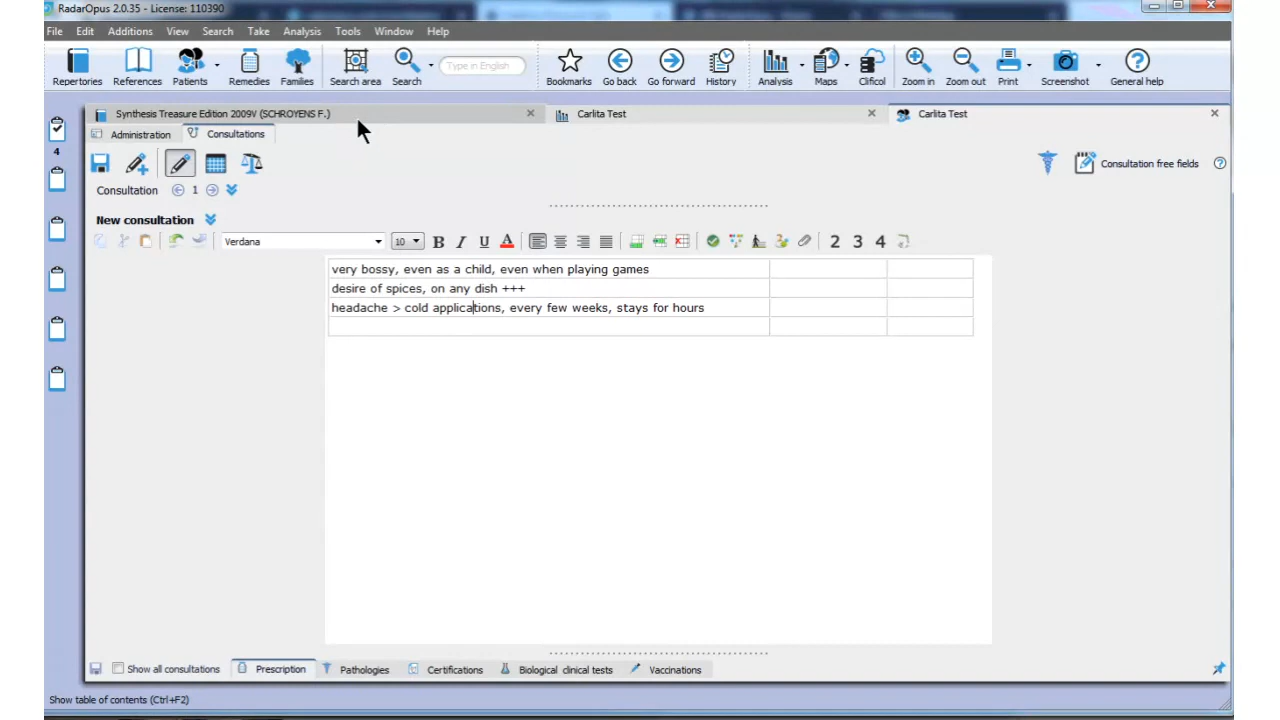 RadarOpus 2.0.35 - License: 110390
File Edit Additions View Search Take Analysis Tools Window Help
Repertories References Patients Remedies Families Search area Search Type in English Bookmarks Go back Go forward History Analysis Maps Clificol Zoom in Zoom out Print Screenshot General help
Synthesis Treasure Edition 2009V (SCHROYENS F.) Carlita Test Carlita Test
Administration Consultations
4
Consultation free fields
Consultation 1
New consultation
Verdana 10 B I U A 2 3 4
very bossy, even as a child, even when playing games
desire of spices, on any dish +++
headache > cold applications, every few weeks, stays for hours
Show all consultations Prescription Pathologies Certifications Biological clinical tests Vaccinations
Show table of contents (Ctrl+F2)